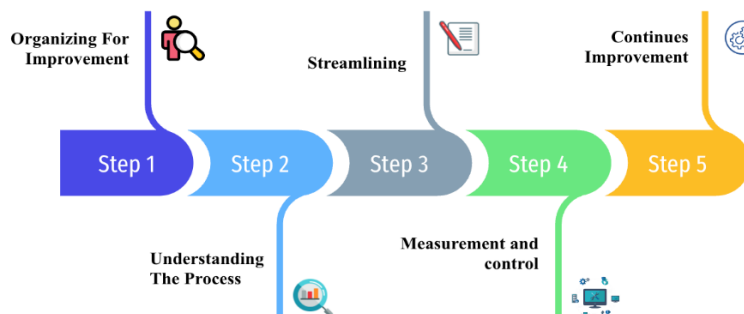 Organizing For
Improvement
Streamlining
Continues
Improvement
Step 1
Step 2
Step 3
Step 4
Step 5
Understanding
The Process
Measurement and
control